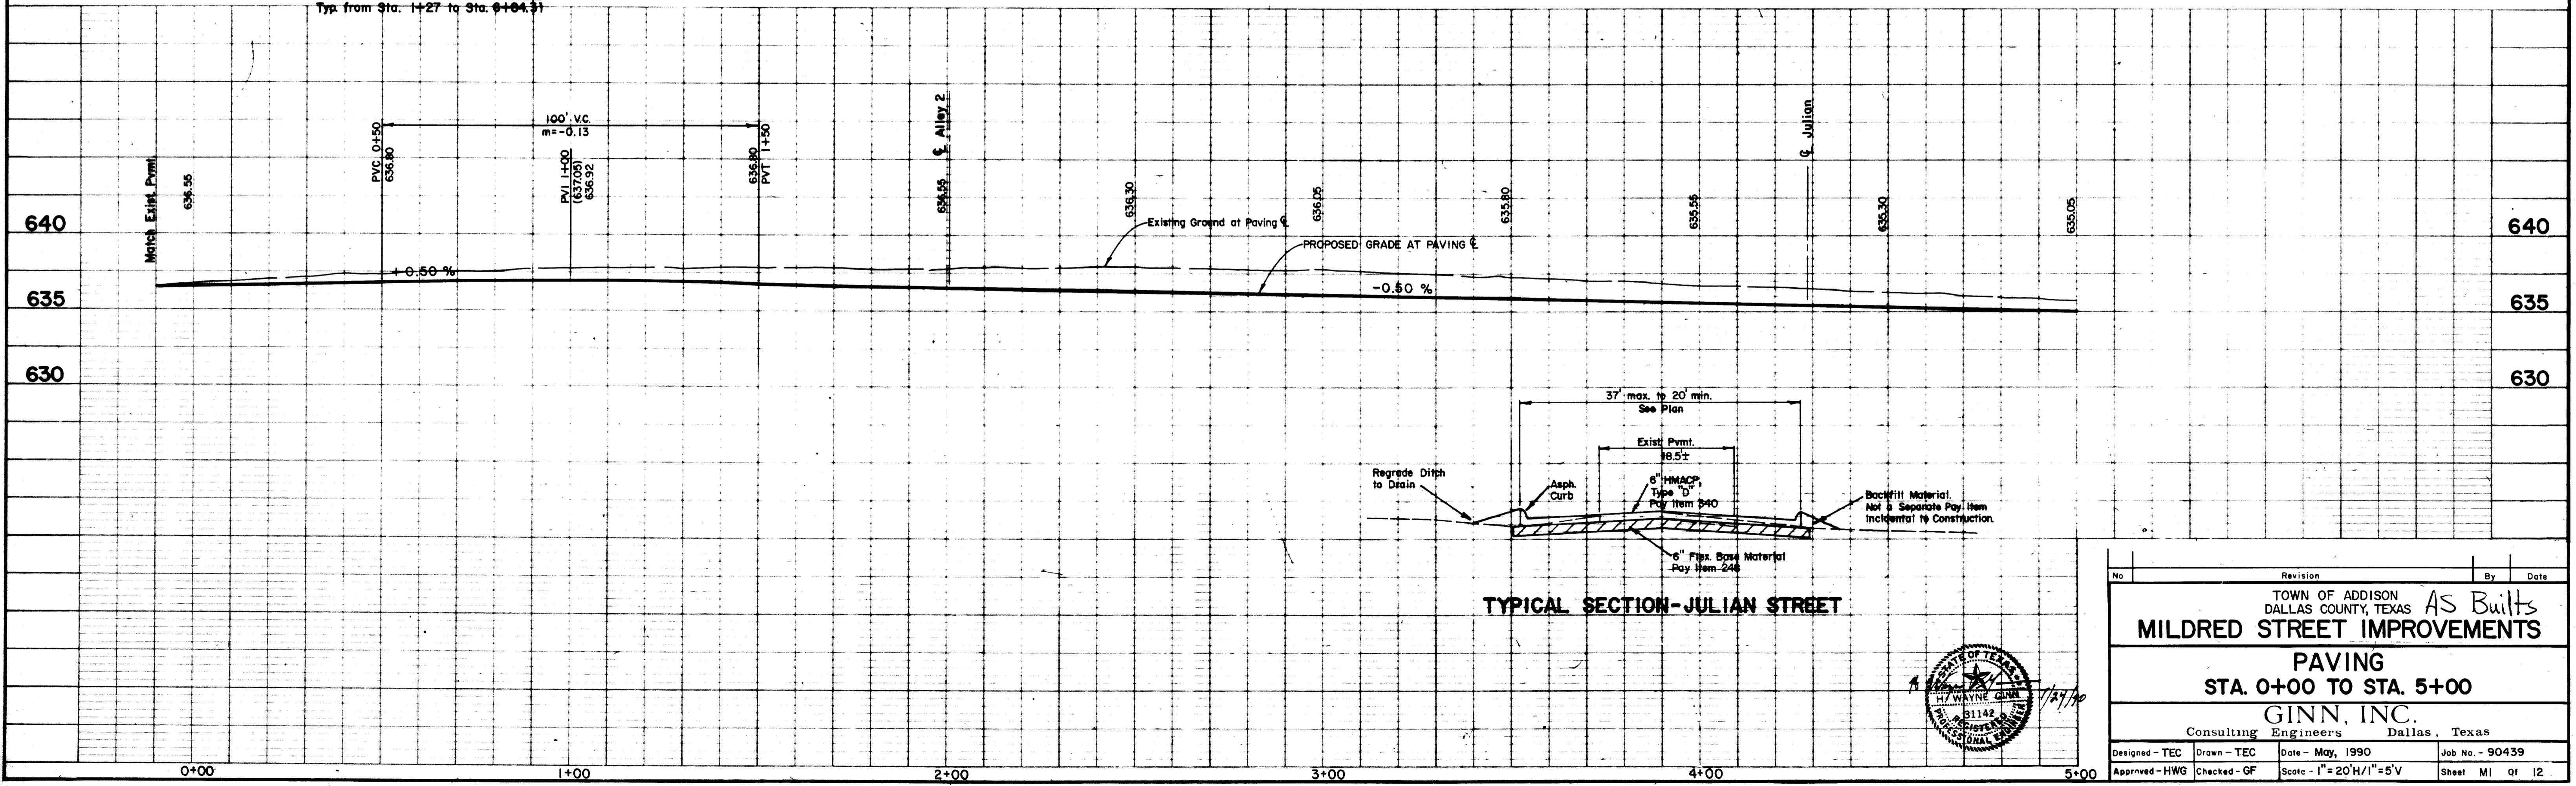 Typ. from Sta. 1+27 to Sta. 6+64.31
Match Exist. Pvmt.
636.55
PVC 0+50
636.80
100' V.C.
m=-0.13
PVI 1+00
(637.05)
636.92
636.80
PVT 1+50
℄ Alley 2
636.55
636.30
636.05
635.80
635.55
℄ Julian
635.30
635.05
640
640
Existing Ground at Paving ℄
PROPOSED GRADE AT PAVING ℄
+0.50 %
-0.50 %
635
635
630
630
37' max. to 20' min.
See Plan
Exist. Pvmt.
18.5'±
Regrade Ditch
to Drain
Asph.
Curb
6" HMACP,
Type "D"
Pay Item 340
Backfill Material.
Not a Separate Pay Item
Incidental to Construction.
6" Flex. Base Material
Pay Item 248
TYPICAL SECTION-JULIAN STREET
STATE OF TEXAS
H. WAYNE GINN
31142
REGISTERED
PROFESSIONAL ENGINEER
No Revision By Date
TOWN OF ADDISON
DALLAS COUNTY, TEXAS AS Builts
MILDRED STREET IMPROVEMENTS
PAVING
STA. 0+00 TO STA. 5+00
GINN, INC.
Consulting Engineers Dallas, Texas
Designed - TEC Drawn - TEC Date - May, 1990 Job No. - 90439
Approved - HWG Checked - GF Scale - 1"=20'H/1"=5'V Sheet M1 Of 12
0+00 1+00 2+00 3+00 4+00 5+00